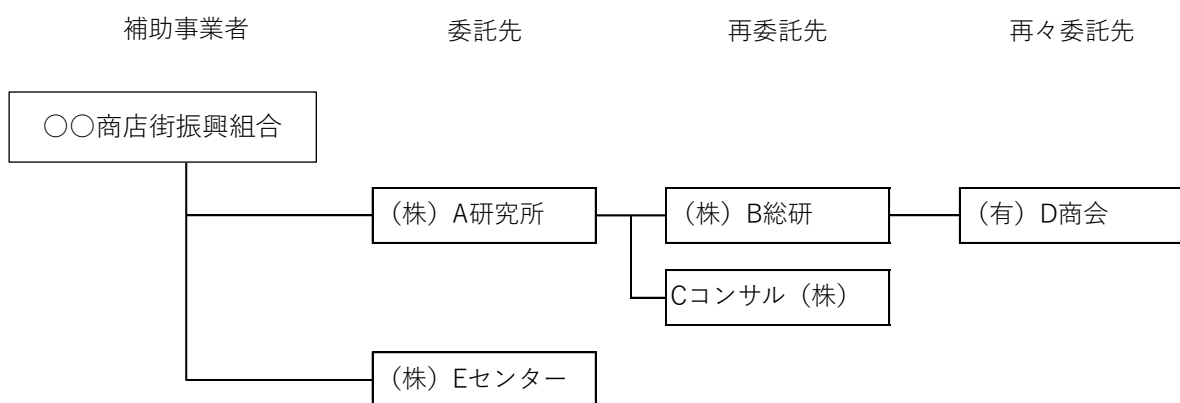 補助事業者 委託先 再委託先 再々委託先
○○商店街振興組合
（株）A研究所 （株）B総研 （有）D商会
Cコンサル（株）
（株）Eセンター